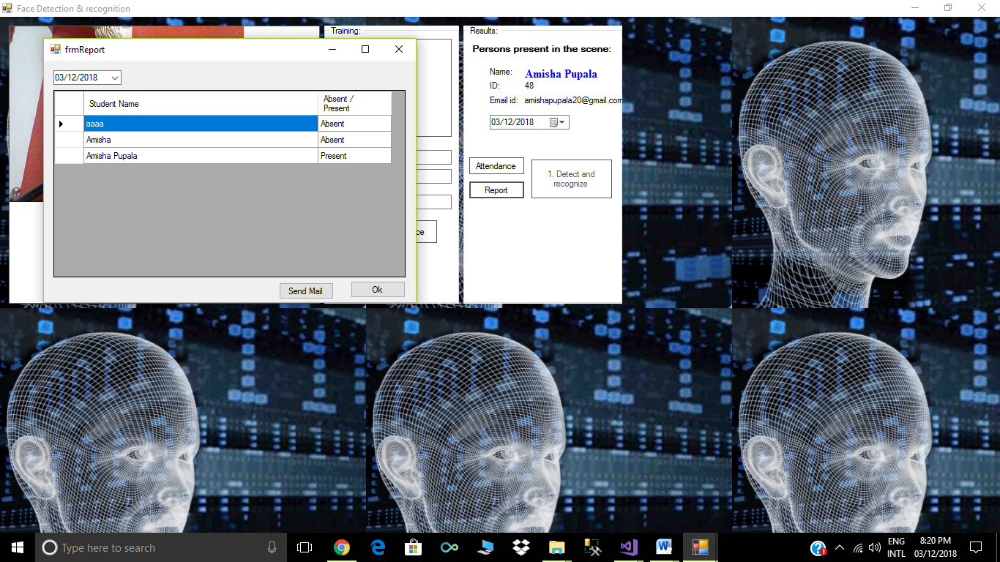 Face Detection & recognition
frmReport
03/12/2018
Student Name
Absent /
Present
aaaa
Absent
Amisha
Absent
Amisha Pupala
Present
Send Mail
Ok
Training:
ce
Results:
Persons present in the scene:
Name:
Amisha Pupala
ID:
48
Email id:
amishapupala20@gmail.com
03/12/2018
Attendance
1. Detect and
recognize
Report
Type here to search
ENG
INTL
8:20 PM
03/12/2018